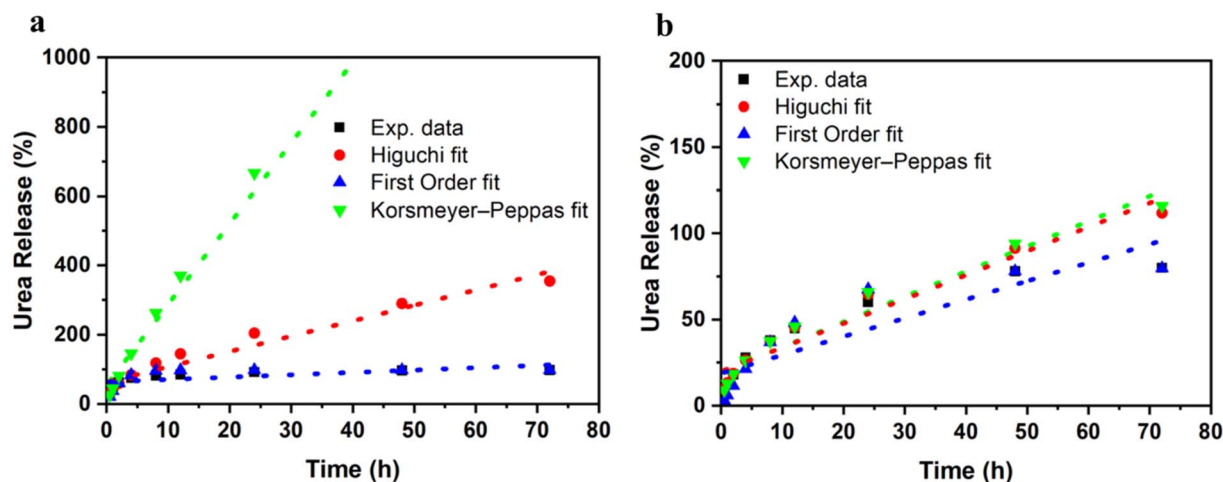 a
1000
800
600
400
200
0
0 10 20 30 40 50 60 70 80
Urea Release (%)
Time (h)
Exp. data
Higuchi fit
First Order fit
Korsmeyer–Peppas fit
b
200
150
100
50
0
0 10 20 30 40 50 60 70 80
Urea Release (%)
Time (h)
Exp. data
Higuchi fit
First Order fit
Korsmeyer–Peppas fit